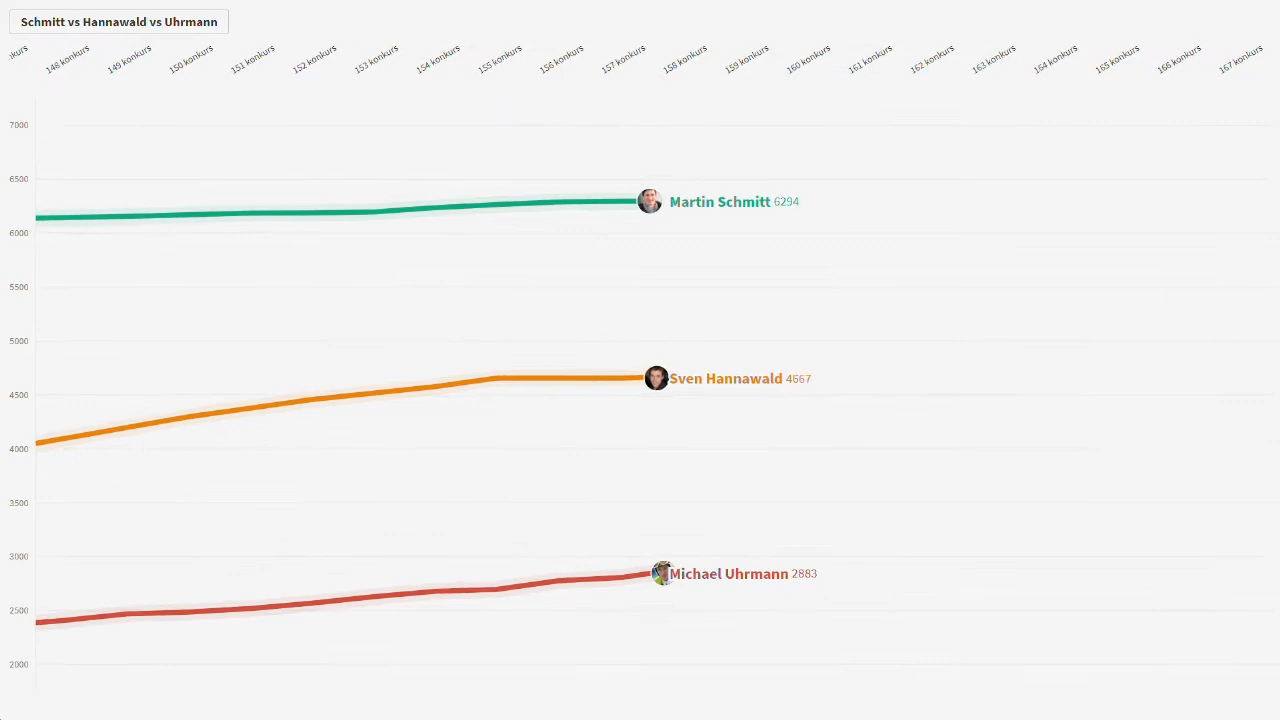 Schmitt vs Hannawald vs Uhrmann
148 konkurs
149 konkurs
150 konkurs
151 konkurs
152 konkurs
153 konkurs
154 konkurs
155 konkurs
156 konkurs
157 konkurs
158 konkurs
159 konkurs
160 konkurs
161 konkurs
162 konkurs
163 konkurs
164 konkurs
165 konkurs
166 konkurs
167 konkurs
7000
6500
Martin Schmitt 6294
6000
5500
5000
Sven Hannawald 4667
4500
4000
3500
3000
Michael Uhrmann 2883
2500
2000